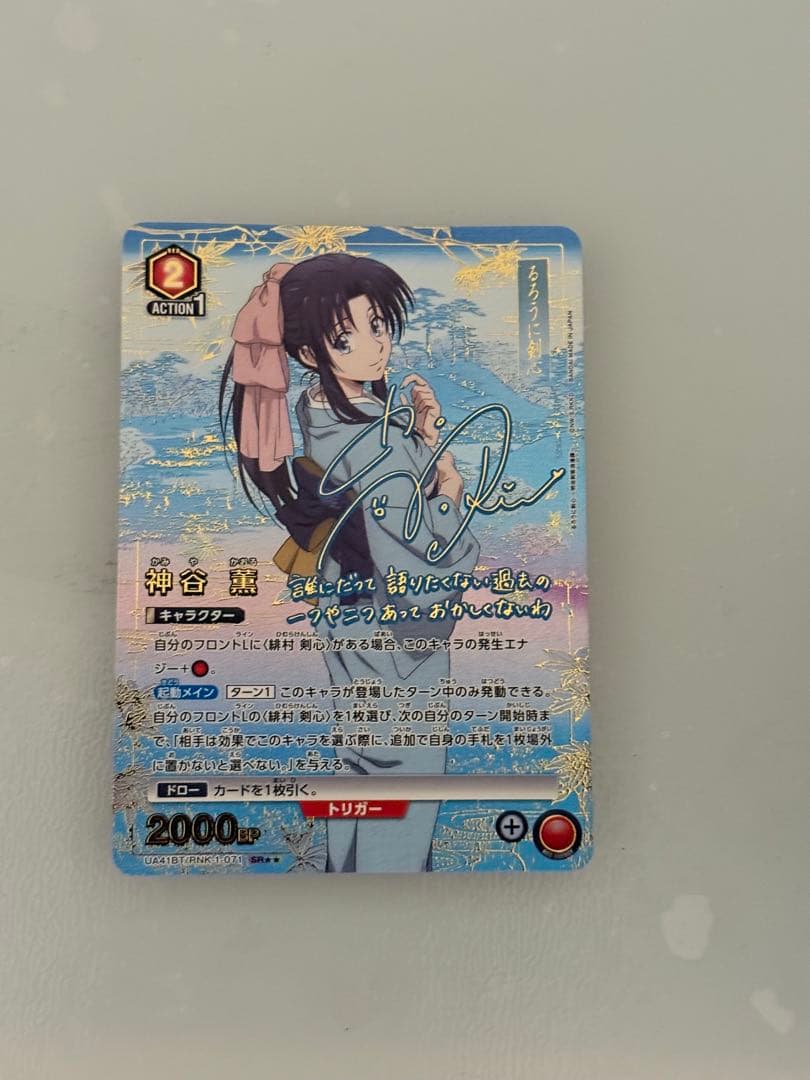 2
ACTION1
るろうに剣心
神谷 薫
かみ や かおる
誰にだって 語りたくない過去の
一つや二つ あって おかしくないわ
キャラクター
自分のフロントLに〈緋村 剣心〉がある場合、このキャラの発生エナ
ジー+。
起動メイン ターン1 このキャラが登場したターン中のみ発動できる。
自分のフロントLの〈緋村 剣心〉を1枚選び、次の自分のターン開始時ま
で、「相手は効果でこのキャラを選ぶ際に、追加で自身の手札を1枚場外
に置かないと選べない。」を与える。
ドロー カードを1枚引く。
トリガー
2000BP
UA41BT/RNK-1-071 SR★★